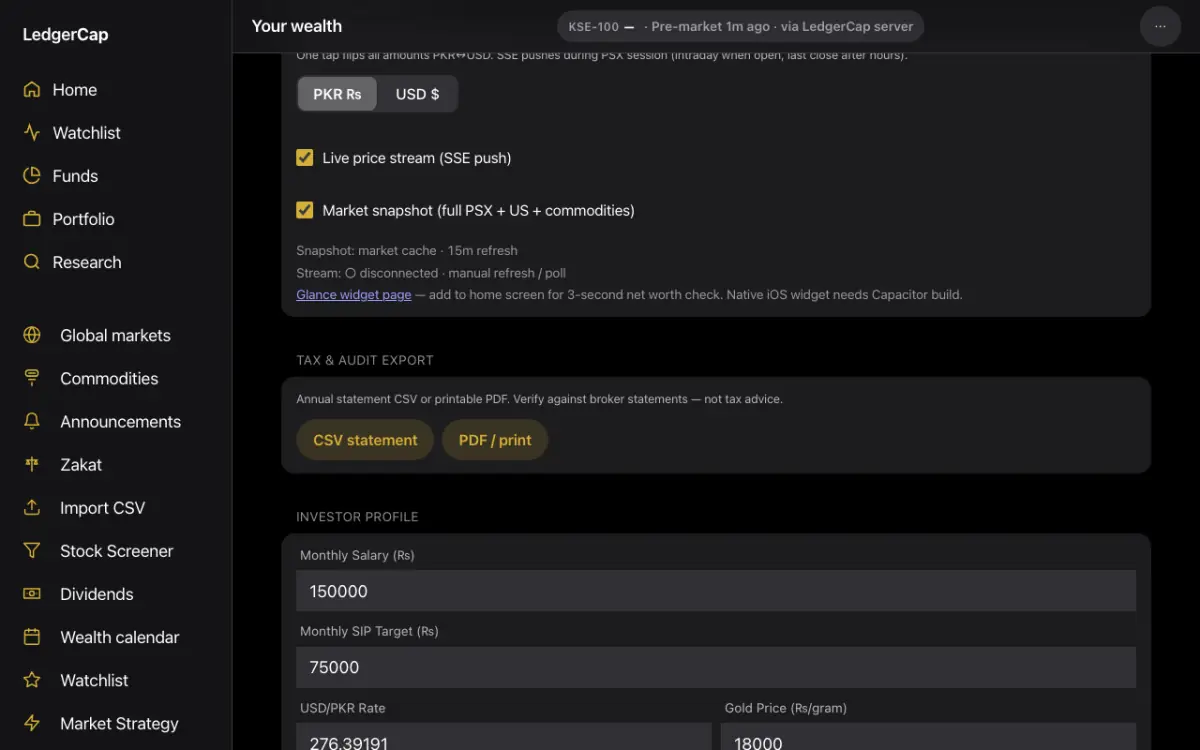 LedgerCap
Home
Watchlist
Funds
Portfolio
Research
Global markets
Commodities
Announcements
Zakat
Import CSV
Stock Screener
Dividends
Wealth calendar
Watchlist
Market Strategy
Your wealth
KSE-100 — · Pre-market 1m ago · via LedgerCap server
...
One tap flips all amounts PKR↔USD. SSE pushes during PSX session (intraday when open, last close after hours).
PKR ₨ USD $
Live price stream (SSE push)
Market snapshot (full PSX + US + commodities)
Snapshot: market cache · 15m refresh
Stream: ○ disconnected · manual refresh / poll
Glance widget page — add to home screen for 3-second net worth check. Native iOS widget needs Capacitor build.
TAX & AUDIT EXPORT
Annual statement CSV or printable PDF. Verify against broker statements — not tax advice.
CSV statement PDF / print
INVESTOR PROFILE
Monthly Salary (₨)
150000
Monthly SIP Target (₨)
75000
USD/PKR Rate Gold Price (₨/gram)
276.39191 18000